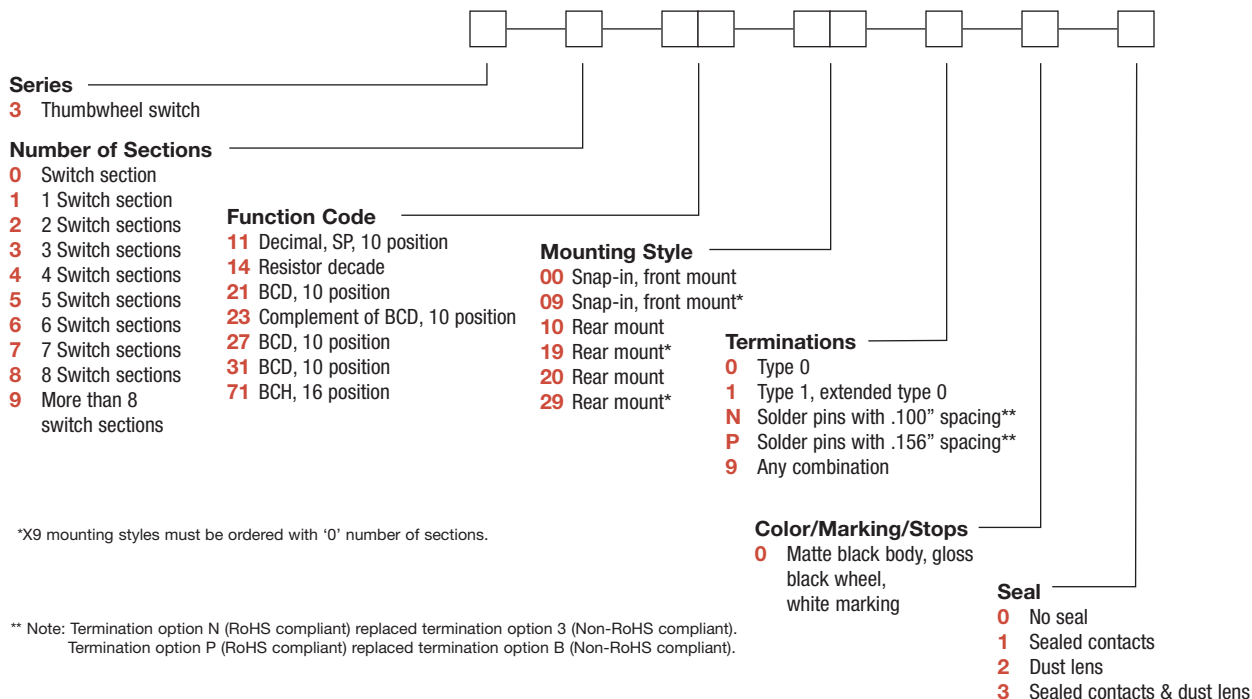 Series
3 Thumbwheel switch
Number of Sections
0 Switch section
1 1 Switch section
2 2 Switch sections
3 3 Switch sections
4 4 Switch sections
5 5 Switch sections
6 6 Switch sections
7 7 Switch sections
8 8 Switch sections
9 More than 8
switch sections
Function Code
11 Decimal, SP, 10 position
14 Resistor decade
21 BCD, 10 position
23 Complement of BCD, 10 position
27 BCD, 10 position
31 BCD, 10 position
71 BCH, 16 position
Mounting Style
00 Snap-in, front mount
09 Snap-in, front mount*
10 Rear mount
19 Rear mount*
20 Rear mount
29 Rear mount*
Terminations
0 Type 0
1 Type 1, extended type 0
N Solder pins with .100” spacing**
P Solder pins with .156” spacing**
9 Any combination
Color/Marking/Stops
0 Matte black body, gloss
black wheel,
white marking
Seal
0 No seal
1 Sealed contacts
2 Dust lens
3 Sealed contacts & dust lens
*X9 mounting styles must be ordered with ‘0’ number of sections.
** Note: Termination option N (RoHS compliant) replaced termination option 3 (Non-RoHS compliant).
Termination option P (RoHS compliant) replaced termination option B (Non-RoHS compliant).